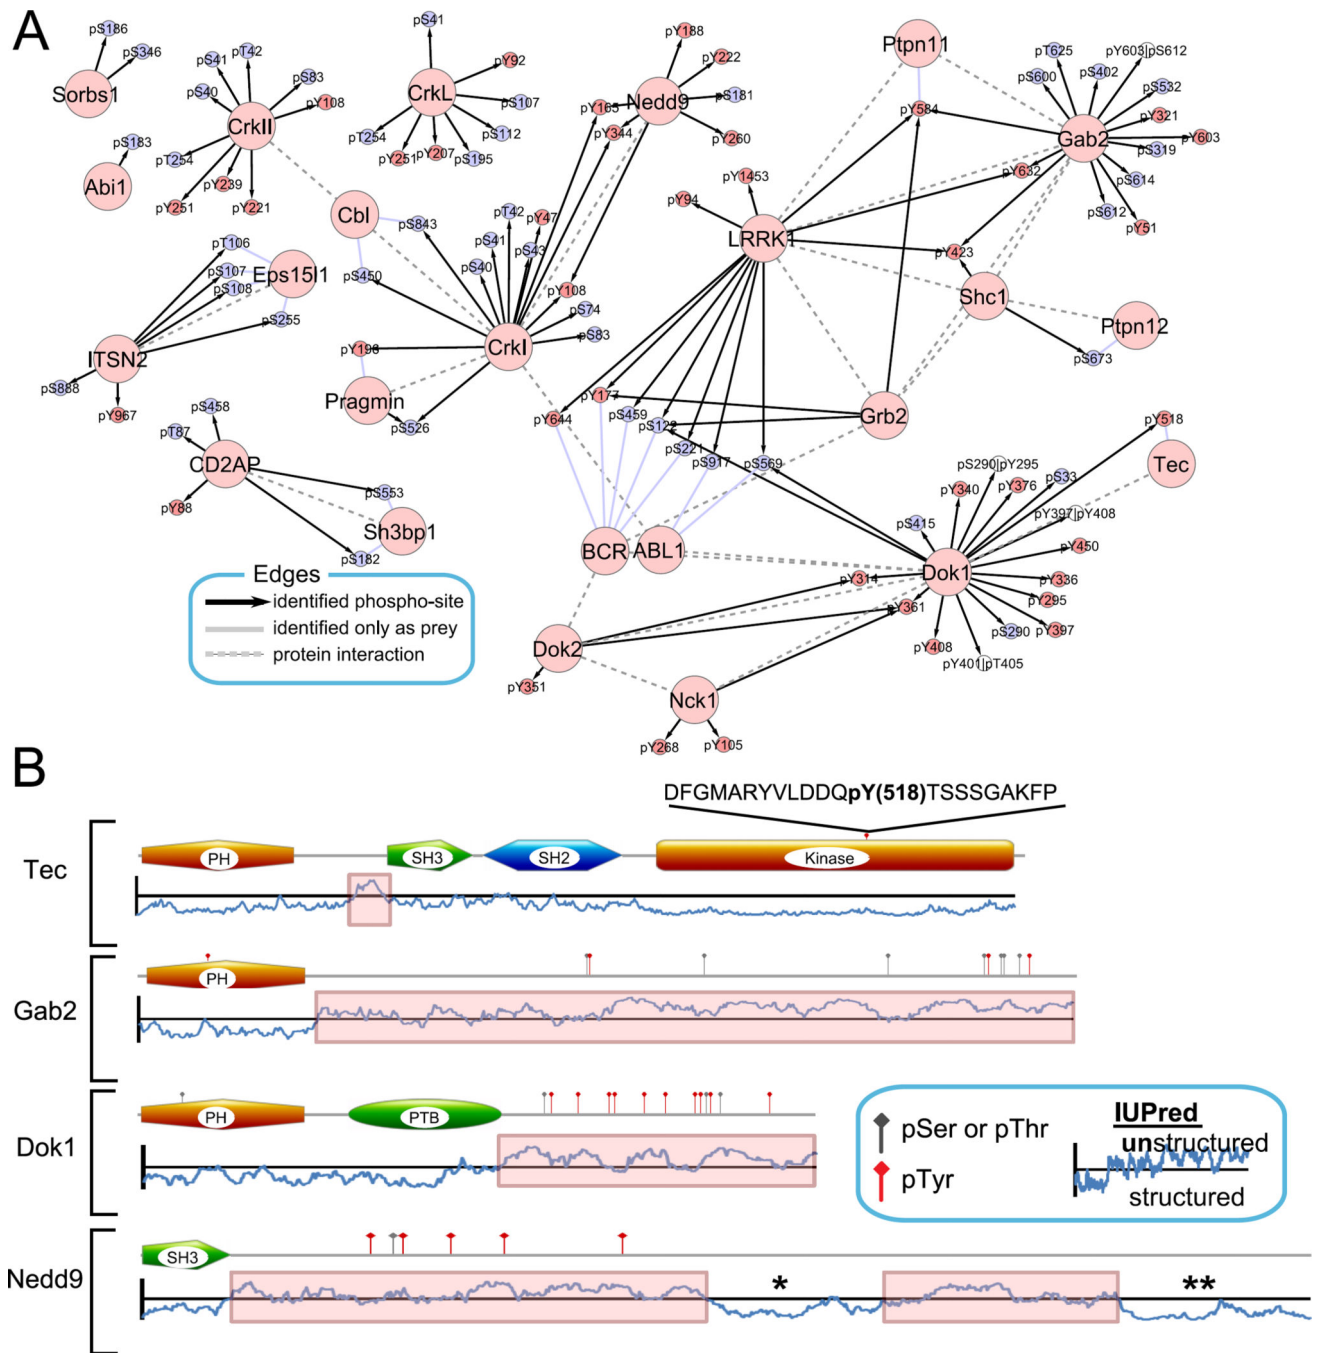 A
pS186
pS346
Sorbs1
pS183
Abi1
pS41
pT42
pS83
pS40
pY108
CrkII
pT254
pY239
pY251
pY221
pS41
pY92
CrkL
pS107
pT254
pS112
pY251
pY207
pS195
pY188
pY222
Nedd9
pS181
pY165
pY344
pY260
Ptpn11
pY584
pT625
pY603|pS612
pS600
pS402
pS532
pY321
Gab2
pY603
pS319
pY632
pS614
pS612
pY51
pY1453
pY94
LRRK1
pY423
Shc1
Ptpn12
pS673
Cbl
pS843
pS450
pT42
pY47
pS41
pS43
pS40
pY108
pS74
pS83
CrkI
pT106
pS107
Eps15l1
pS108
pS255
ITSN2
pS888
pY967
pY198
Pragmin
pS526
pS458
pT87
CD2AP
pY88
pS553
Sh3bp1
pS182
pY177
pS459
pY644
pS122
pS221
pS917
pS569
Grb2
BCR
ABL1
pY518
Tec
pS290|pY295
pS33
pY340
pY376
pS415
pY397|pY408
pY450
Dok1
pY314
pY336
pY361
pY295
pS290
pY397
pY408
pY401|pT405
Dok2
pY351
Nck1
pY268
pY105
Edges
identified phospho-site
identified only as prey
protein interaction
B
DFGMARYVLDDQpY(518)TSSSGAKFP
Tec
PH
SH3
SH2
Kinase
Gab2
PH
Dok1
PH
PTB
pSer or pThr
pTyr
IUPred
unstructured
structured
Nedd9
SH3
*
**